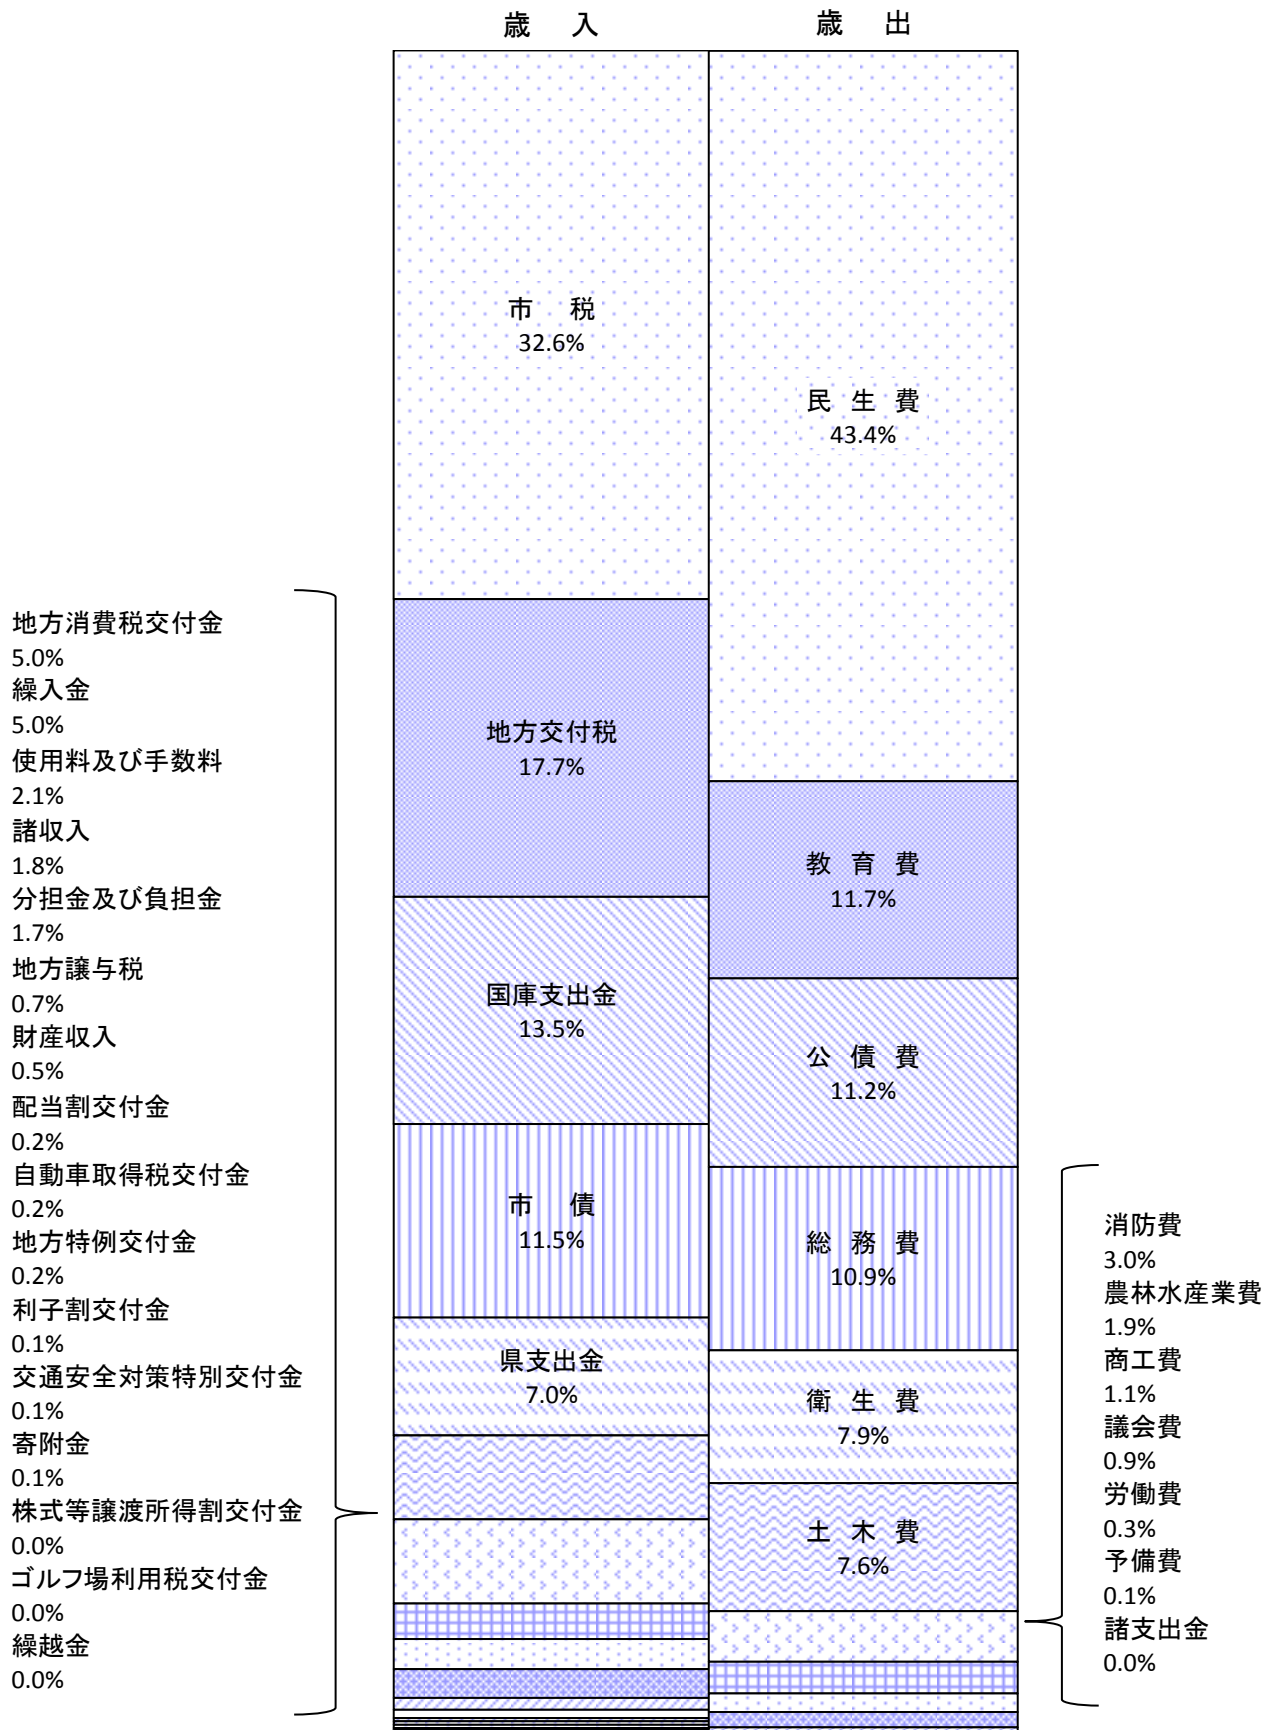 歳 入
歳 出
市 税
32.6%
地方交付税
17.7%
国庫支出金
13.5%
市 債
11.5%
県支出金
7.0%
民 生 費
43.4%
教 育 費
11.7%
公 債 費
11.2%
総 務 費
10.9%
衛 生 費
7.9%
土 木 費
7.6%
地方消費税交付金
5.0%
繰入金
5.0%
使用料及び手数料
2.1%
諸収入
1.8%
分担金及び負担金
1.7%
地方譲与税
0.7%
財産収入
0.5%
配当割交付金
0.2%
自動車取得税交付金
0.2%
地方特例交付金
0.2%
利子割交付金
0.1%
交通安全対策特別交付金
0.1%
寄附金
0.1%
株式等譲渡所得割交付金
0.0%
ゴルフ場利用税交付金
0.0%
繰越金
0.0%
消防費
3.0%
農林水産業費
1.9%
商工費
1.1%
議会費
0.9%
労働費
0.3%
予備費
0.1%
諸支出金
0.0%